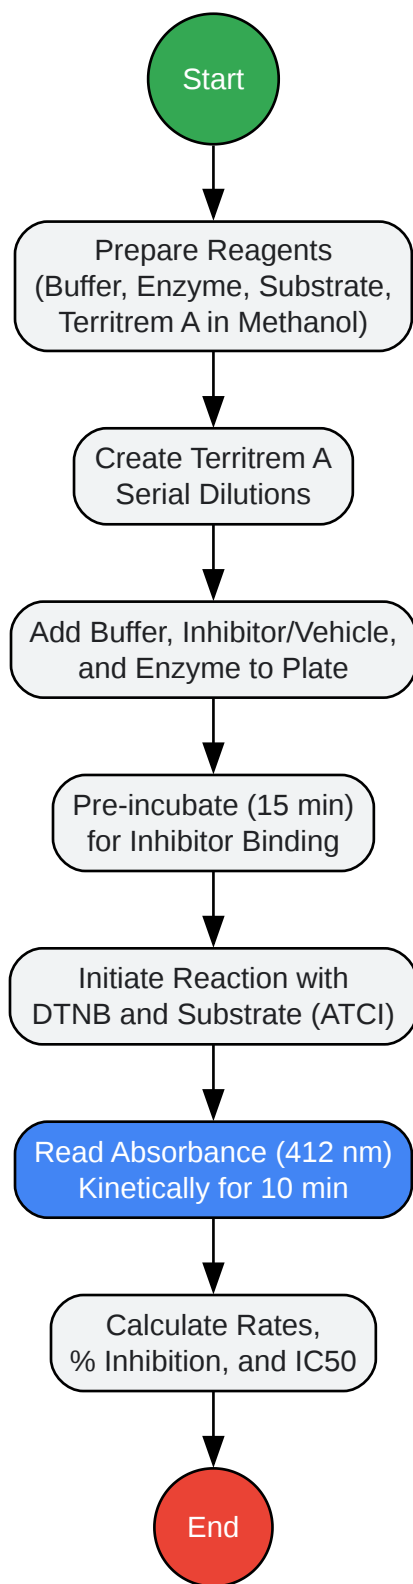 Start
Prepare Reagents
(Buffer, Enzyme, Substrate,
Territrem A in Methanol)
Create Territrem A
Serial Dilutions
Add Buffer, Inhibitor/Vehicle,
and Enzyme to Plate
Pre-incubate (15 min)
for Inhibitor Binding
Initiate Reaction with
DTNB and Substrate (ATCI)
Read Absorbance (412 nm)
Kinetically for 10 min
Calculate Rates,
% Inhibition, and IC50
End